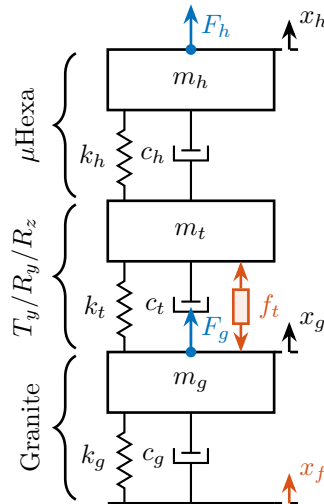 F_h
x_h
m_h
μHexa
k_h
c_h
m_t
T_y/R_y/R_z
k_t
c_t
f_t
F_g
x_g
m_g
Granite
k_g
c_g
x_f